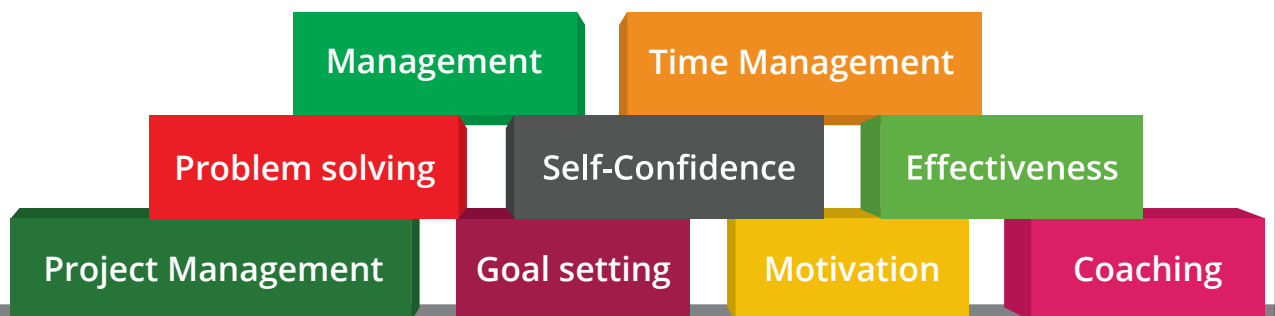 Management
Time Management
Problem solving
Self-Confidence
Effectiveness
Project Management
Goal setting
Motivation
Coaching